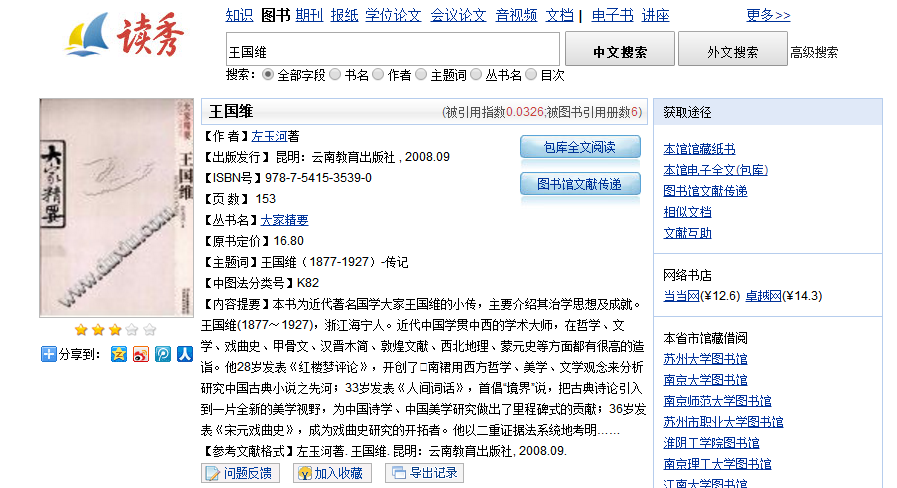 读秀
知识 图书 期刊 报纸 学位论文 会议论文 音视频 文档 | 电子书 讲座 更多>>
王国维 中文搜索 外文搜索 高级搜索
搜索: 全部字段 书名 作者 主题词 丛书名 目次
大家精要
王国维
www.duxiu.com
分享到:
王国维 (被引用指数0.0326;被图书引用册数6)
【作 者】左玉河著
包库全文阅读
【出版发行】 昆明：云南教育出版社 , 2008.09
【ISBN号】978-7-5415-3539-0
图书馆文献传递
【页 数】 153
【丛书名】大家精要
【原书定价】16.80
【主题词】王国维（1877-1927）-传记
【中图法分类号】K82
【内容提要】本书为近代著名国学大家王国维的小传，主要介绍其治学思想及成就。
王国维(1877～1927)，浙江海宁人。近代中国学贯中西的学术大师，在哲学、文
学、戏曲史、甲骨文、汉晋木简、敦煌文献、西北地理、蒙元史等方面都有很高的造
诣。他28岁发表《红楼梦评论》，开创了□南裙用西方哲学、美学、文学观念来分析
研究中国古典小说之先河；33岁发表《人间词话》，首倡“境界”说，把古典诗论引入
到一片全新的美学视野，为中国诗学、中国美学研究做出了里程碑式的贡献；36岁发
表《宋元戏曲史》，成为戏曲史研究的开拓者。他以二重证据法系统地考明……
【参考文献格式】左玉河著. 王国维. 昆明：云南教育出版社, 2008.09.
问题反馈 加入收藏 导出记录
获取途径
本馆馆藏纸书
本馆电子全文(包库)
图书馆文献传递
相似文档
文献互助
网络书店
当当网(¥12.6) 卓越网(¥14.3)
本省市馆藏借阅
苏州大学图书馆
南京大学图书馆
南京师范大学图书馆
苏州市职业大学图书馆
淮阴工学院图书馆
南京理工大学图书馆
江南大学图书馆